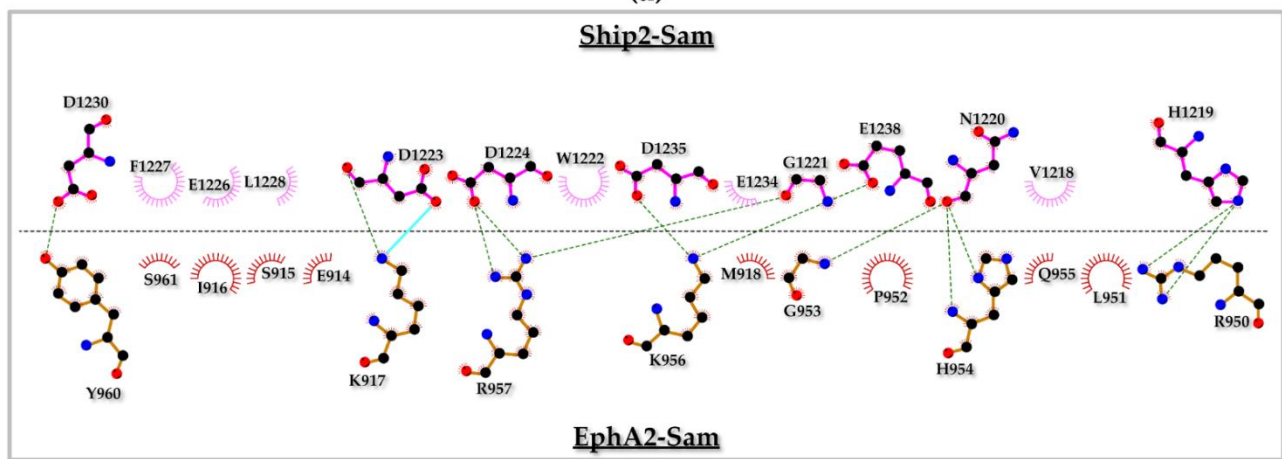 Ship2-Sam
D1230
F1227
E1226
L1228
D1223
D1224
W1222
D1235
E1234
G1221
E1238
N1220
V1218
H1219
S961
I916
S915
E914
M918
G953
P952
Q955
L951
R950
Y960
K917
R957
K956
H954
EphA2-Sam